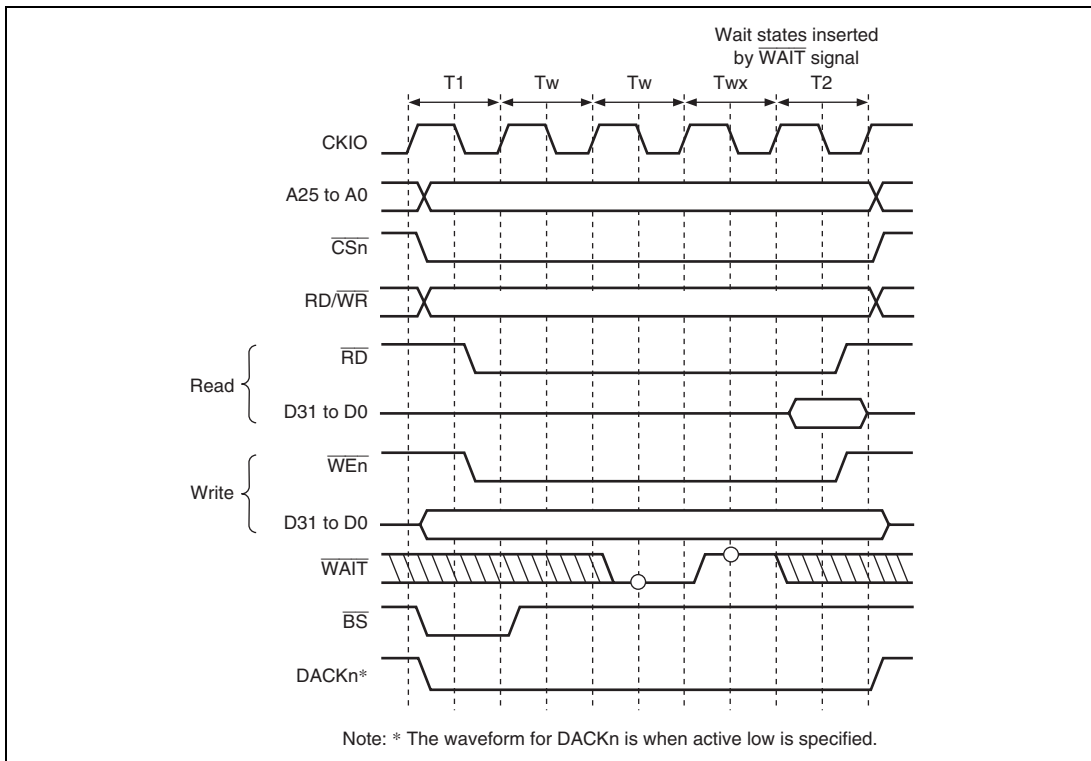 Wait states inserted
by WAIT signal
T1 Tw Tw Twx T2
CKIO
A25 to A0
CSn
RD/WR
RD
Read
D31 to D0
WEn
Write
D31 to D0
WAIT
BS
DACKn*
Note: * The waveform for DACKn is when active low is specified.